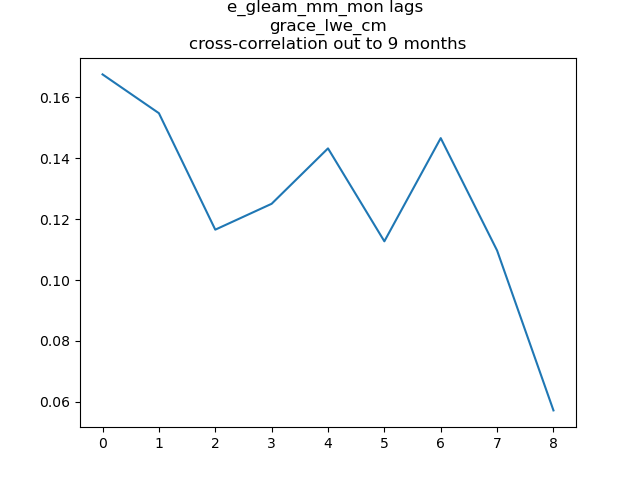 e_gleam_mm_mon lags
grace_lwe_cm
cross-correlation out to 9 months
0.16
0.14
0.12
0.10
0.08
0.06
0 1 2 3 4 5 6 7 8